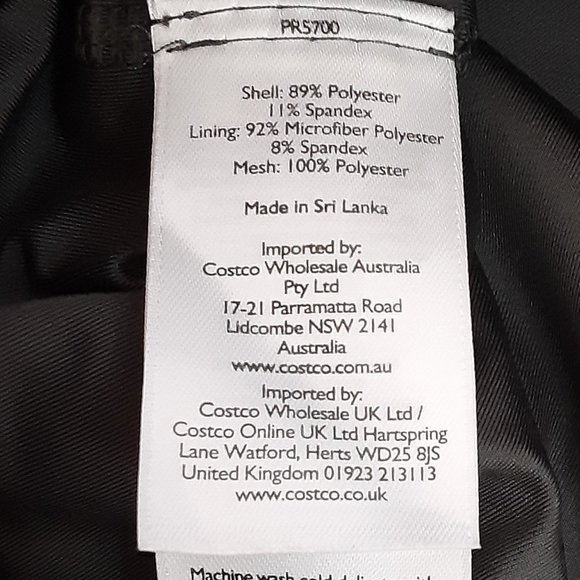 PR5700
Shell: 89% Polyester
11% Spandex
Lining: 92% Microfiber Polyester
8% Spandex
Mesh: 100% Polyester
Made in Sri Lanka
Imported by:
Costco Wholesale Australia
Pty Ltd
17-21 Parramatta Road
Lidcombe NSW 2141
Australia
www.costco.com.au
Imported by:
Costco Wholesale UK Ltd /
Costco Online UK Ltd Hartspring
Lane Watford, Herts WD25 8JS
United Kingdom 01923 213113
www.costco.co.uk
Machine wash cold